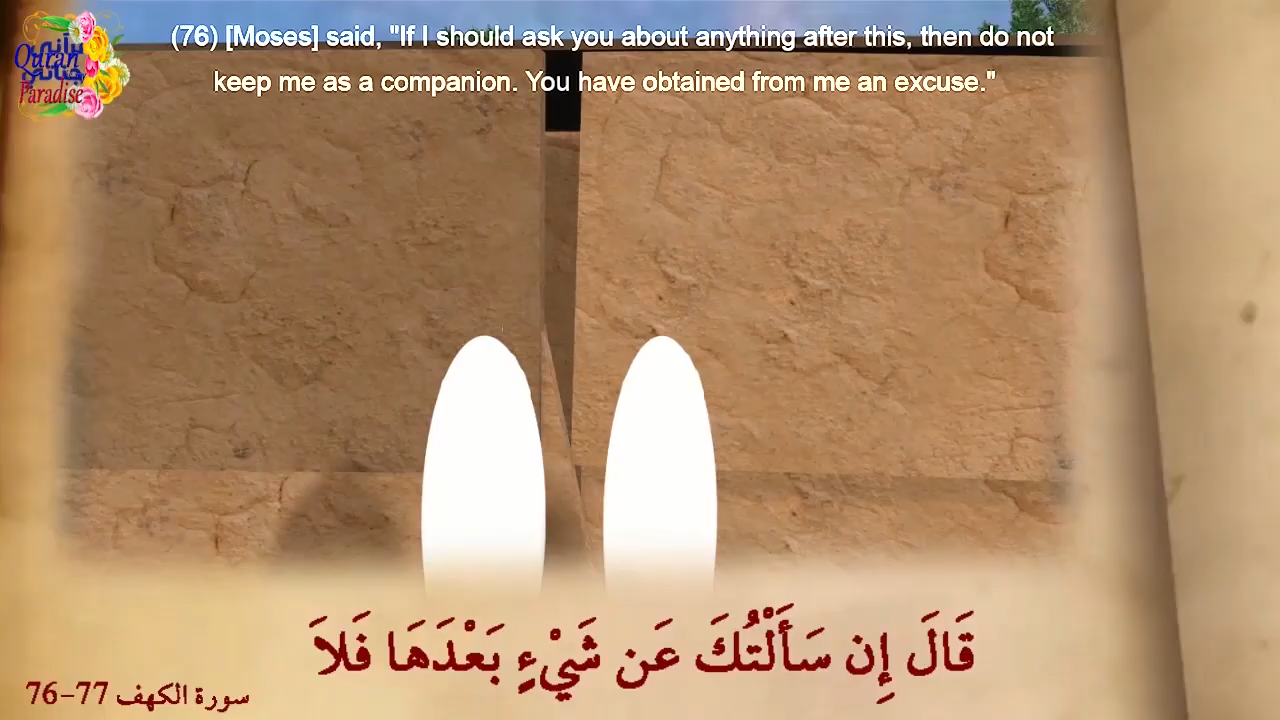 (76) [Moses] said, "If I should ask you about anything after this, then do not
keep me as a companion. You have obtained from me an excuse."
Quran
Paradise
قَالَ إِن سَأَلْتُكَ عَن شَيْءٍ بَعْدَهَا فَلاَ
سورة الكهف 77-76